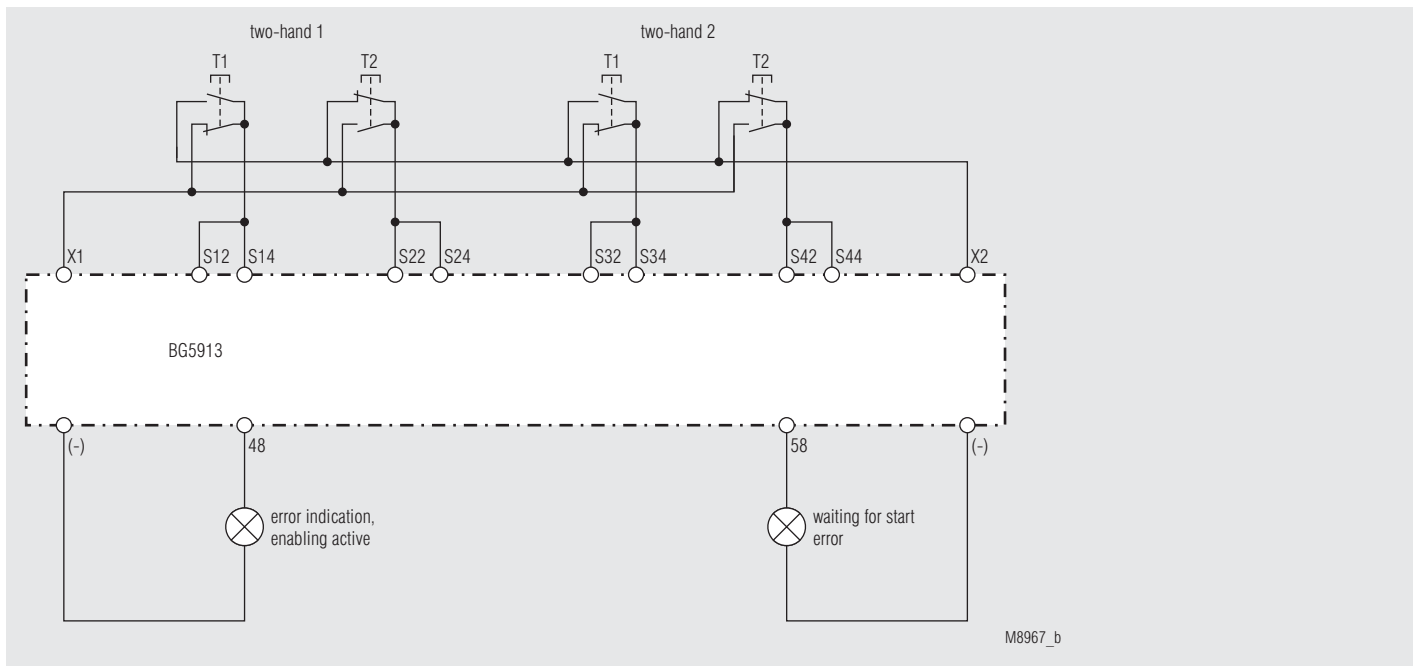 two-hand 1
two-hand 2
T1
T2
T1
T2
X1
S12
S14
S22
S24
S32
S34
S42
S44
X2
BG5913
(-)
48
58
(-)
error indication,
enabling active
waiting for start
error
M8967_b